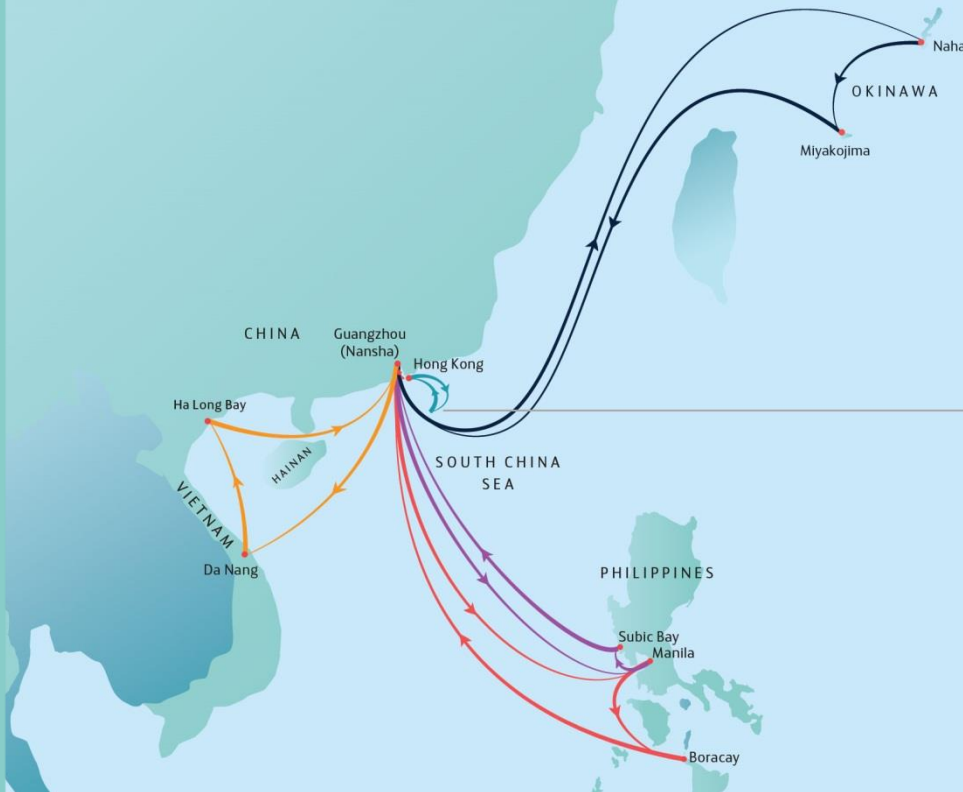 Naha
OKINAWA
Miyakojima
CHINA
Guangzhou
(Nansha)
Hong Kong
Ha Long Bay
HAINAN
SOUTH CHINA
SEA
VIETNAM
Da Nang
PHILIPPINES
Subic Bay
Manila
Boracay